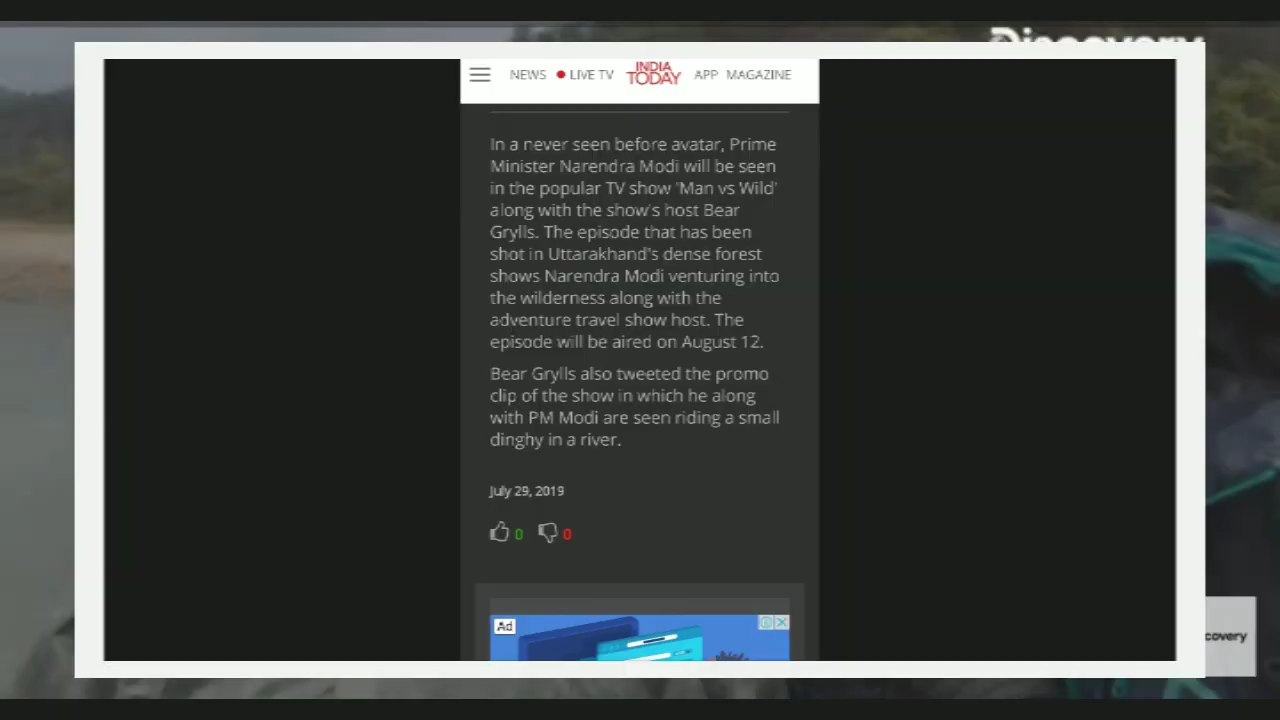 Discovery
NEWS LIVE TV INDIA TODAY APP MAGAZINE
In a never seen before avatar, Prime
Minister Narendra Modi will be seen
in the popular TV show 'Man vs Wild'
along with the show's host Bear
Grylls. The episode that has been
shot in Uttarakhand's dense forest
shows Narendra Modi venturing into
the wilderness along with the
adventure travel show host. The
episode will be aired on August 12.
Bear Grylls also tweeted the promo
clip of the show in which he along
with PM Modi are seen riding a small
dinghy in a river.
July 29, 2019
0 0
Ad
covery